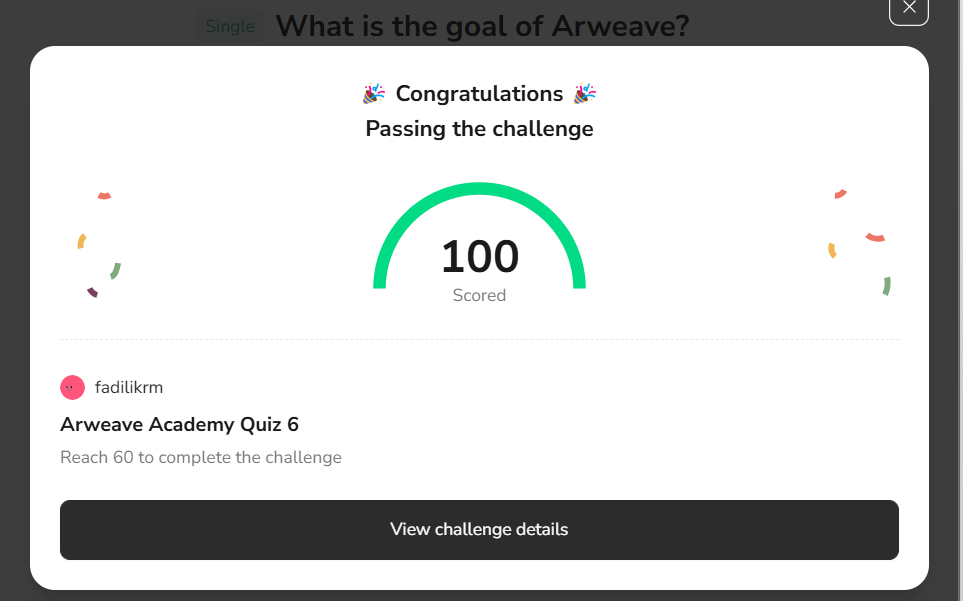 Single What is the goal of Arweave?
Congratulations
Passing the challenge
100
Scored
fadilikrm
Arweave Academy Quiz 6
Reach 60 to complete the challenge
View challenge details